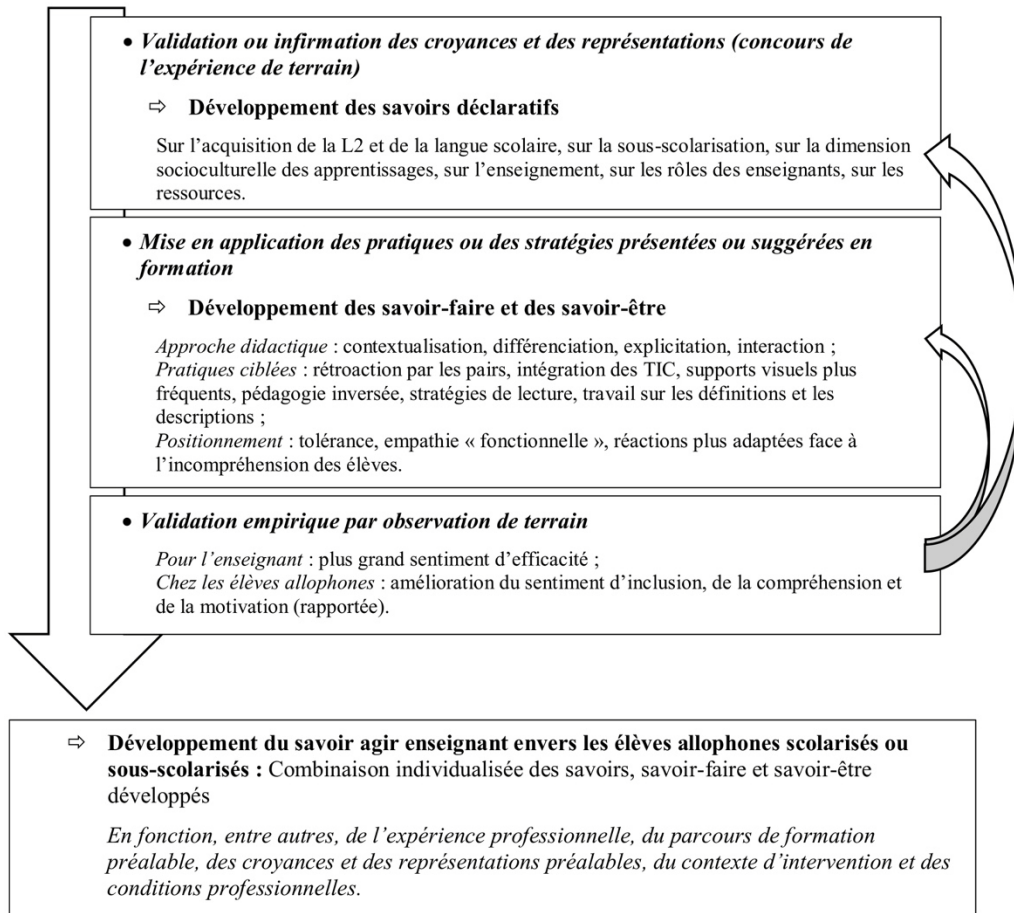 • Validation ou infirmation des croyances et des représentations (concours de
l’expérience de terrain)
⇨ Développement des savoirs déclaratifs
Sur l’acquisition de la L2 et de la langue scolaire, sur la sous-scolarisation, sur la dimension
socioculturelle des apprentissages, sur l’enseignement, sur les rôles des enseignants, sur les
ressources.
• Mise en application des pratiques ou des stratégies présentées ou suggérées en
formation
⇨ Développement des savoir-faire et des savoir-être
Approche didactique : contextualisation, différenciation, explicitation, interaction ;
Pratiques ciblées : rétroaction par les pairs, intégration des TIC, supports visuels plus
fréquents, pédagogie inversée, stratégies de lecture, travail sur les définitions et les
descriptions ;
Positionnement : tolérance, empathie « fonctionnelle », réactions plus adaptées face à
l’incompréhension des élèves.
• Validation empirique par observation de terrain
Pour l’enseignant : plus grand sentiment d’efficacité ;
Chez les élèves allophones : amélioration du sentiment d’inclusion, de la compréhension et
de la motivation (rapportée).
⇨ Développement du savoir agir enseignant envers les élèves allophones scolarisés ou
sous-scolarisés : Combinaison individualisée des savoirs, savoir-faire et savoir-être
développés
En fonction, entre autres, de l’expérience professionnelle, du parcours de formation
préalable, des croyances et des représentations préalables, du contexte d’intervention et des
conditions professionnelles.